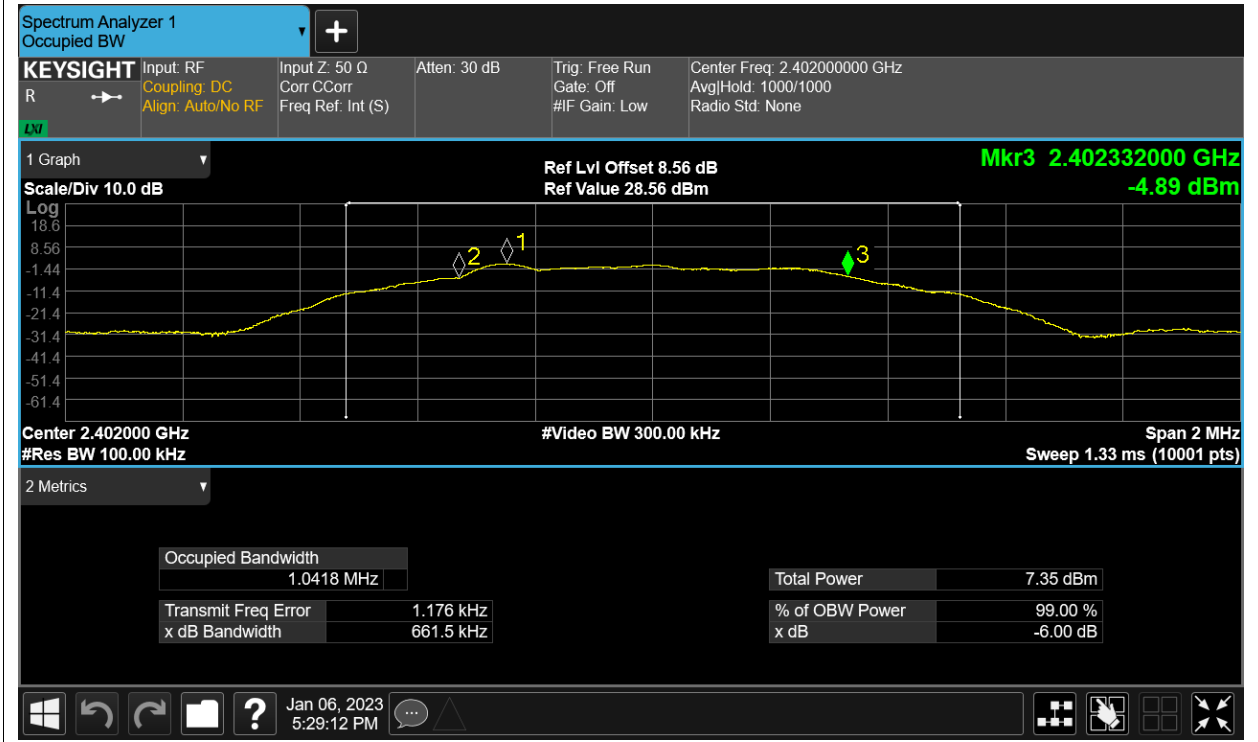 Spectrum Analyzer 1
Occupied BW
KEYSIGHT
R
LXI
Input: RF
Coupling: DC
Align: Auto/No RF
Input Z: 50 Ω
Corr CCorr
Freq Ref: Int (S)
Atten: 30 dB
Trig: Free Run
Gate: Off
#IF Gain: Low
Center Freq: 2.402000000 GHz
Avg|Hold: 1000/1000
Radio Std: None
1 Graph
Scale/Div 10.0 dB
Ref Lvl Offset 8.56 dB
Ref Value 28.56 dBm
Mkr3 2.402332000 GHz
-4.89 dBm
Log
18.6
8.56
-1.44
-11.4
-21.4
-31.4
-41.4
-51.4
-61.4
2
1
3
Center 2.402000 GHz
#Res BW 100.00 kHz
#Video BW 300.00 kHz
Span 2 MHz
Sweep 1.33 ms (10001 pts)
2 Metrics
Occupied Bandwidth
1.0418 MHz
Transmit Freq Error 1.176 kHz
x dB Bandwidth 661.5 kHz
Total Power 7.35 dBm
% of OBW Power 99.00 %
x dB -6.00 dB
?
Jan 06, 2023
5:29:12 PM